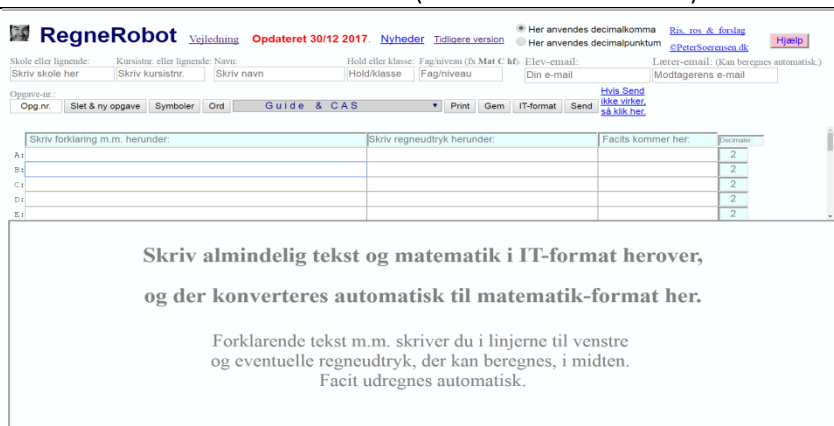 RegneRobot Vejledning Opdateret 30/12 2017. Nyheder Tidligere version Her anvendes decimalkomma Ris, ros & forslag Hjælp
Her anvendes decimalpunktum ©PeterSoerensen.dk
Skole eller lignende: Kursistnr. eller lignende: Navn: Hold eller klasse: Fag/niveau (fx Mat C hf): Elev-email: Lærer-email: (Kan beregnes automatisk.)
Skriv skole her Skriv kursistnr. Skriv navn Hold/klasse Fag/niveau Din e-mail Modtagerens e-mail
Opgave-nr.: Hvis Send
Opg.nr. Slet & ny opgave Symboler Ord Guide & CAS Print Gem IT-format Send ikke virker,
så klik her.
Skriv forklaring m.m. herunder: Skriv regneudtryk herunder: Facits kommer her: Decimaler:
A: 2
B: 2
C: 2
D: 2
E: 2
Skriv almindelig tekst og matematik i IT-format herover,
og der konverteres automatisk til matematik-format her.
Forklarende tekst m.m. skriver du i linjerne til venstre
og eventuelle regneudtryk, der kan beregnes, i midten.
Facit udregnes automatisk.